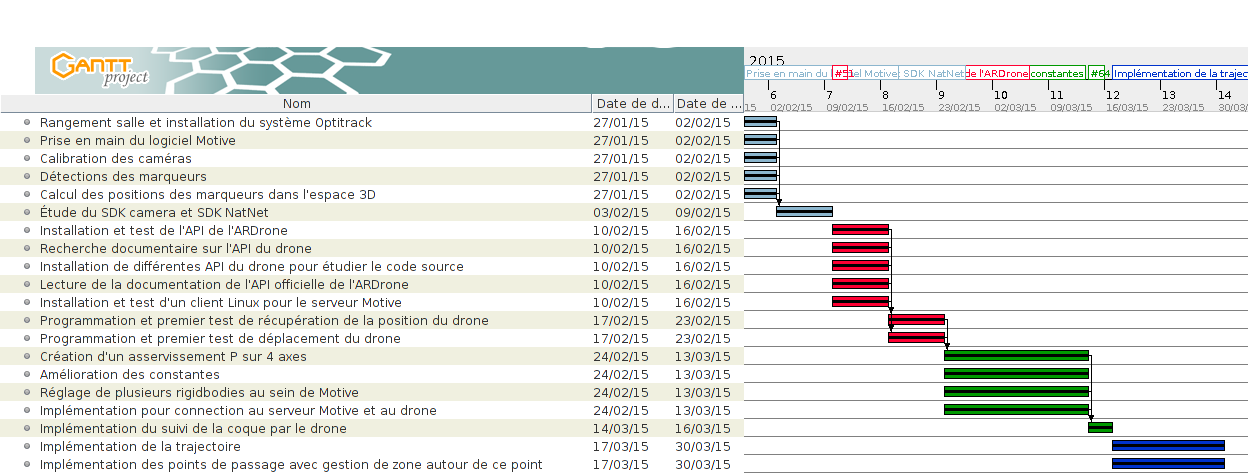 GANTT
project
2015
Prise en main du
#51
iel Motive
SDK NatNet
de l'ARDrone
constantes
#64
Implémentation de la trajec
6 7 8 9 10 11 12 13 14
15 02/02/15 09/02/15 16/02/15 23/02/15 02/03/15 09/03/15 16/03/15 23/03/15 30/03/
Nom Date de d... Date de ...
Rangement salle et installation du système Optitrack 27/01/15 02/02/15
Prise en main du logiciel Motive 27/01/15 02/02/15
Calibration des caméras 27/01/15 02/02/15
Détections des marqueurs 27/01/15 02/02/15
Calcul des positions des marqueurs dans l'espace 3D 27/01/15 02/02/15
Étude du SDK camera et SDK NatNet 03/02/15 09/02/15
Installation et test de l'API de l'ARDrone 10/02/15 16/02/15
Recherche documentaire sur l'API du drone 10/02/15 16/02/15
Installation de différentes API du drone pour étudier le code source 10/02/15 16/02/15
Lecture de la documentation de l'API officielle de l'ARDrone 10/02/15 16/02/15
Installation et test d'un client Linux pour le serveur Motive 10/02/15 16/02/15
Programmation et premier test de récupération de la position du drone 17/02/15 23/02/15
Programmation et premier test de déplacement du drone 17/02/15 23/02/15
Création d'un asservissement P sur 4 axes 24/02/15 13/03/15
Amélioration des constantes 24/02/15 13/03/15
Réglage de plusieurs rigidbodies au sein de Motive 24/02/15 13/03/15
Implémentation pour connection au serveur Motive et au drone 24/02/15 13/03/15
Implémentation du suivi de la coque par le drone 14/03/15 16/03/15
Implémentation de la trajectoire 17/03/15 30/03/15
Implémentation des points de passage avec gestion de zone autour de ce point 17/03/15 30/03/15